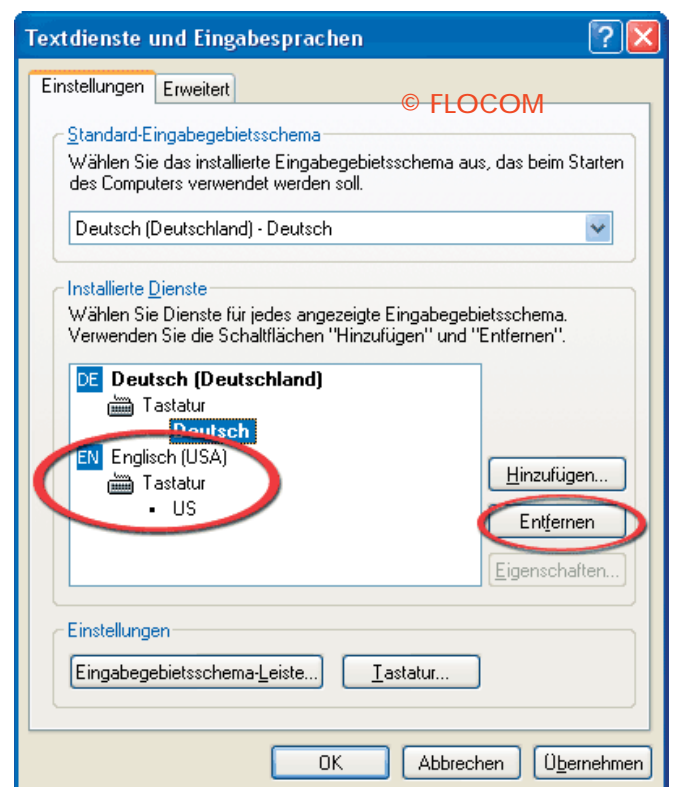 Textdienste und Eingabesprachen
Einstellungen
Erweitert
© FLOCOM
Standard-Eingabegebietsschema
Wählen Sie das installierte Eingabegebietsschema aus, das beim Starten
des Computers verwendet werden soll.
Deutsch (Deutschland) - Deutsch
Installierte Dienste
Wählen Sie Dienste für jedes angezeigte Eingabegebietsschema.
Verwenden Sie die Schaltflächen "Hinzufügen" und "Entfernen".
DE Deutsch (Deutschland)
Tastatur
Deutsch
EN Englisch (USA)
Tastatur
• US
Hinzufügen...
Entfernen
Eigenschaften...
Einstellungen
Eingabegebietsschema-Leiste...
Tastatur...
OK
Abbrechen
Übernehmen